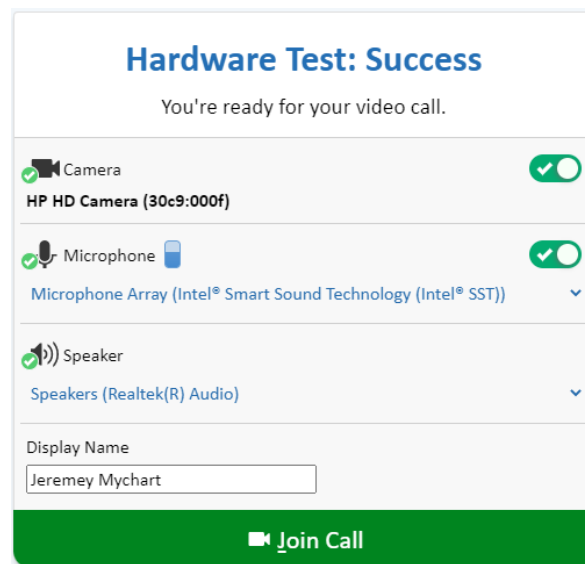 Hardware Test: Success
You're ready for your video call.
Camera
HP HD Camera (30c9:000f)
Microphone
Microphone Array (Intel® Smart Sound Technology (Intel® SST))
Speaker
Speakers (Realtek(R) Audio)
Display Name
Jeremey Mychart
Join Call